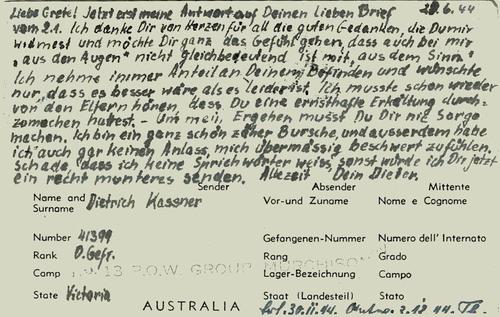 Liebe Grete! Jetzt erst meine Antwort auf Deinen lieben Brief 28.6.44
vom 2.1. Ich danke Dir von Herzen für all die guten Gedanken, die Du mir
widmest und möchte Dir ganz das Gefühl gehen, dass auch bei mir
„aus den Augen" nicht gleichbedeutend ist mit „aus dem Sinn".
Ich nehme immer Anteil an Deinem Befinden und wünschte
nur, dass es besser wäre, als es leider ist. Ich musste schon wieder
von den Eltern hören, dass Du eine ernsthafte Erkältung durch-
zumachen hattest. - Um mein Ergehen musst Du Dir nie Sorge
machen. Ich bin ein ganz schön zäher Bursche, und ausserdem habe
ich auch gar keinen Anlass, mich übermässig beschwert zu fühlen.
Schade, dass ich keine Sprichwörter weiss, sonst würde ich Dir jetzt
ein recht munteres senden. Allezeit Dein Dieter.
Sender Absender Mittente
Name and Surname Dietrich Kassner Vor-und Zuname Nome e Cognome
Number 41399 Gefangenen-Nummer Numero dell' Internato
Rank O.Gefr. Rang Grado
Camp 13 P.O.W. GROUP MURCHISON Lager-Bezeichnung Campo
State Victoria Staat (Landesteil) Stato
AUSTRALIA 30.11.44. 2.12.44.